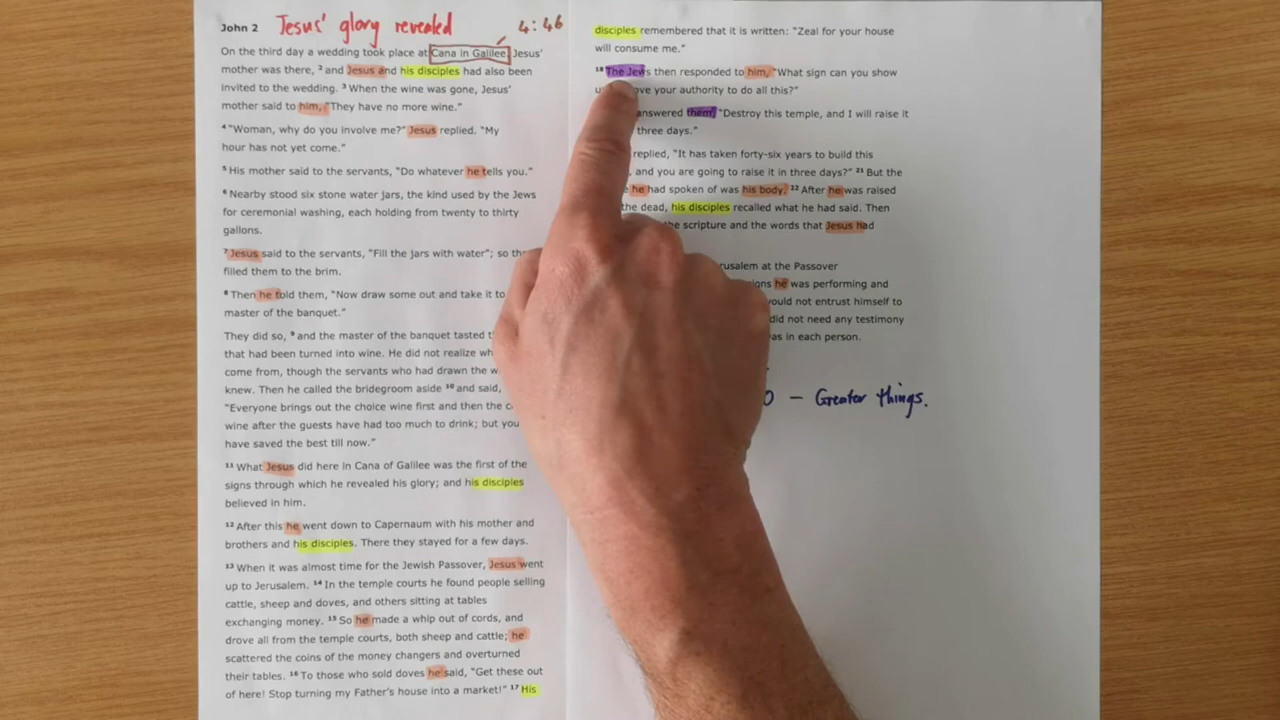 John 2 Jesus' glory revealed 4:46
On the third day a wedding took place at Cana in Galilee. Jesus'
mother was there, ² and Jesus and his disciples had also been
invited to the wedding. ³ When the wine was gone, Jesus'
mother said to him, "They have no more wine."
⁴ "Woman, why do you involve me?" Jesus replied. "My
hour has not yet come."
⁵ His mother said to the servants, "Do whatever he tells you."
⁶ Nearby stood six stone water jars, the kind used by the Jews
for ceremonial washing, each holding from twenty to thirty
gallons.
⁷ Jesus said to the servants, "Fill the jars with water"; so
filled them to the brim.
⁸ Then he told them, "Now draw some out and take it to
master of the banquet."
They did so, ⁹ and the master of the banquet tasted
that had been turned into wine. He did not realize
come from, though the servants who had drawn the
knew. Then he called the bridegroom aside ¹⁰ and said,
"Everyone brings out the choice wine first and then the
wine after the guests have had too much to drink; but you
have saved the best till now."
¹¹ What Jesus did here in Cana of Galilee was the first of the
signs through which he revealed his glory; and his disciples
believed in him.
¹² After this he went down to Capernaum with his mother and
brothers and his disciples. There they stayed for a few days.
¹³ When it was almost time for the Jewish Passover, Jesus went
up to Jerusalem. ¹⁴ In the temple courts he found people selling
cattle, sheep and doves, and others sitting at tables
exchanging money. ¹⁵ So he made a whip out of cords, and
drove all from the temple courts, both sheep and cattle; he
scattered the coins of the money changers and overturned
their tables. ¹⁶ To those who sold doves he said, "Get these out
of here! Stop turning my Father's house into a market!" ¹⁷ His
disciples remembered that it is written: "Zeal for your house
will consume me."
¹⁸ The Jews then responded to him, "What sign can you show
your authority to do all this?"
answered them, "Destroy this temple, and I will raise it
three days."
replied, "It has taken forty-six years to build this
, and you are going to raise it in three days?" ²¹ But the
he had spoken of was his body. ²² After he was raised
the dead, his disciples recalled what he had said. Then
the scripture and the words that Jesus had
at the Passover
he was performing and
would not entrust himself to
did not need any testimony
in each person.
– Greater things.